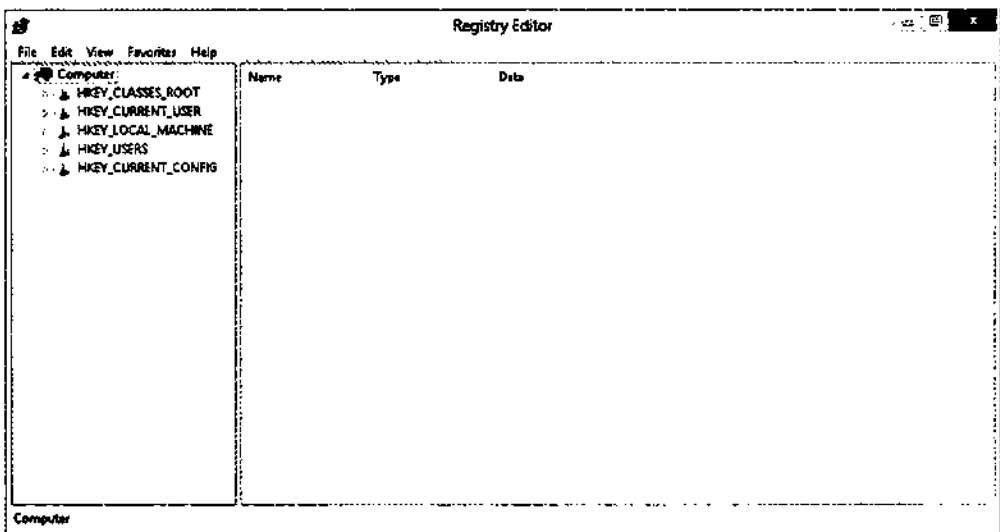 Registry Editor
File Edit View Favorites Help
Computer
Name Type Data
HKEY_CLASSES_ROOT
HKEY_CURRENT_USER
HKEY_LOCAL_MACHINE
HKEY_USERS
HKEY_CURRENT_CONFIG
Computer